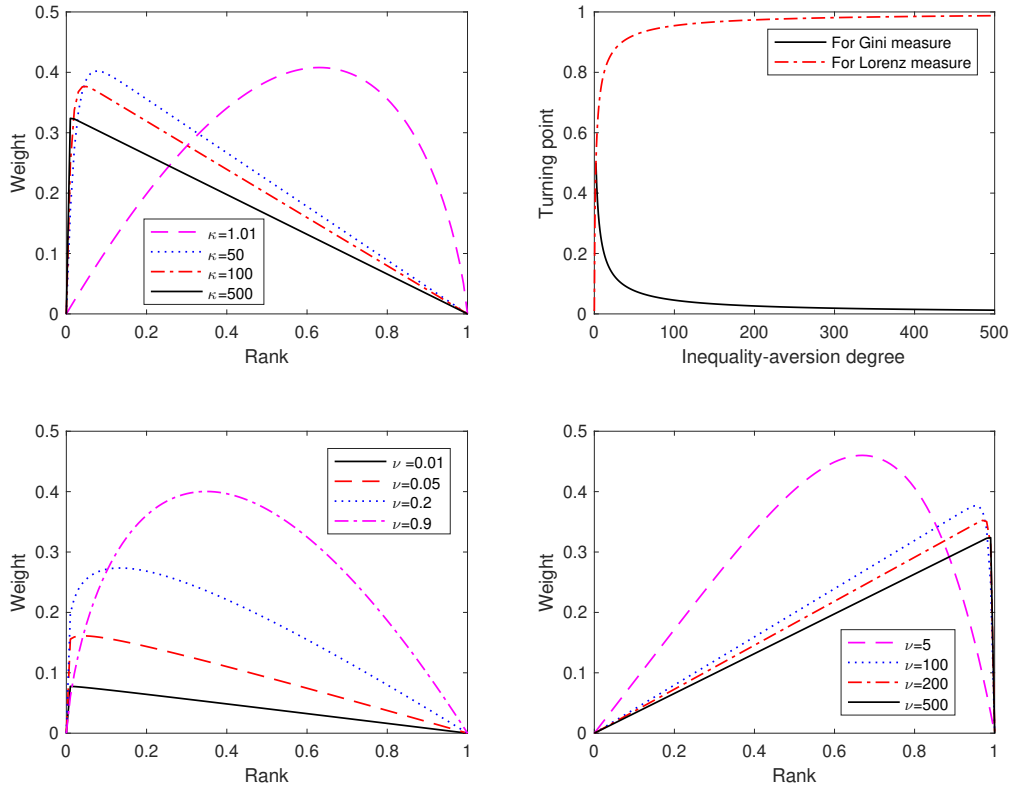 0.5
0.4
0.3
0.2
0.1
0
Weight
κ=1.01
κ=50
κ=100
κ=500
0 0.2 0.4 0.6 0.8 1
Rank
1
0.8
0.6
0.4
0.2
0
Turning point
For Gini measure
For Lorenz measure
0 100 200 300 400 500
Inequality-aversion degree
0.5
0.4
0.3
0.2
0.1
0
Weight
ν =0.01
ν=0.05
ν=0.2
ν=0.9
0 0.2 0.4 0.6 0.8 1
Rank
0.5
0.4
0.3
0.2
0.1
0
Weight
ν=5
ν=100
ν=200
ν=500
0 0.2 0.4 0.6 0.8 1
Rank